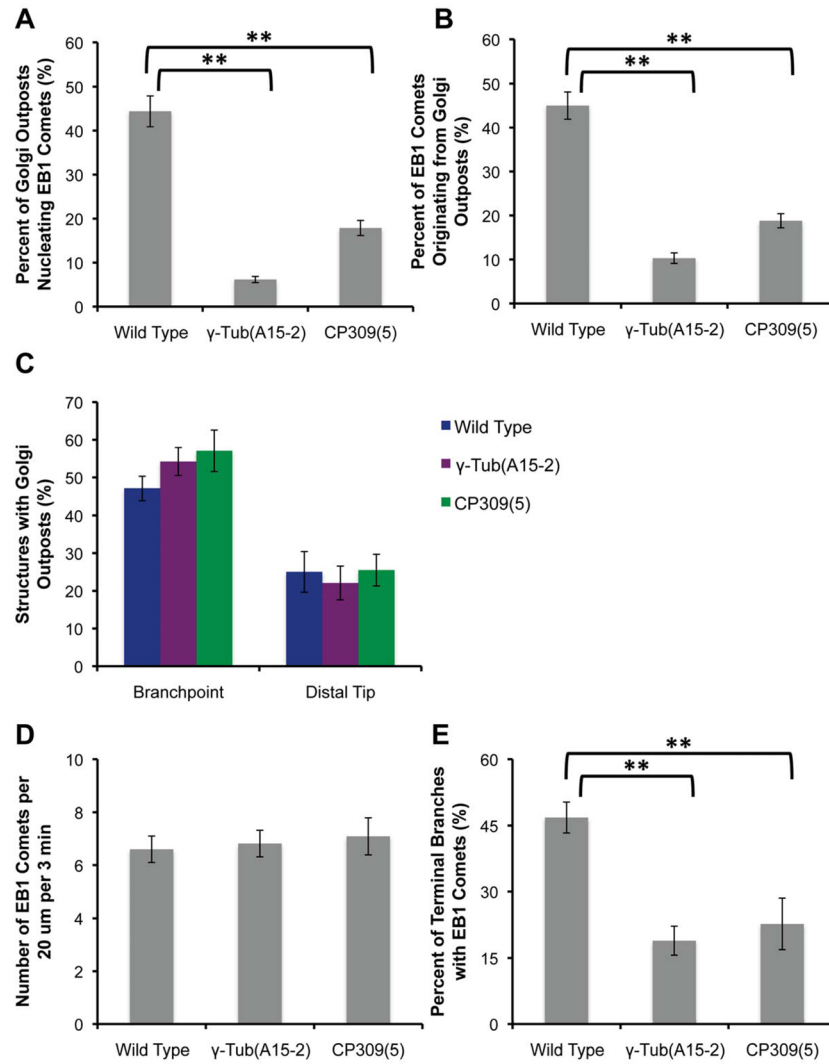 A
Percent of Golgi Outposts
Nucleating EB1 Comets (%)
60
50
40
30
20
10
0
**
**
Wild Type
γ-Tub(A15-2)
CP309(5)
B
Percent of EB1 Comets
Originating from Golgi
Outposts (%)
60
50
40
30
20
10
0
**
**
Wild Type
γ-Tub(A15-2)
CP309(5)
C
Structures with Golgi
Outposts (%)
70
60
50
40
30
20
10
0
Branchpoint
Distal Tip
Wild Type
γ-Tub(A15-2)
CP309(5)
D
Number of EB1 Comets per
20 um per 3 min
10
8
6
4
2
0
Wild Type
γ-Tub(A15-2)
CP309(5)
E
Percent of Terminal Branches
with EB1 Comets (%)
60
45
30
15
0
**
**
Wild Type
γ-Tub(A15-2)
CP309(5)